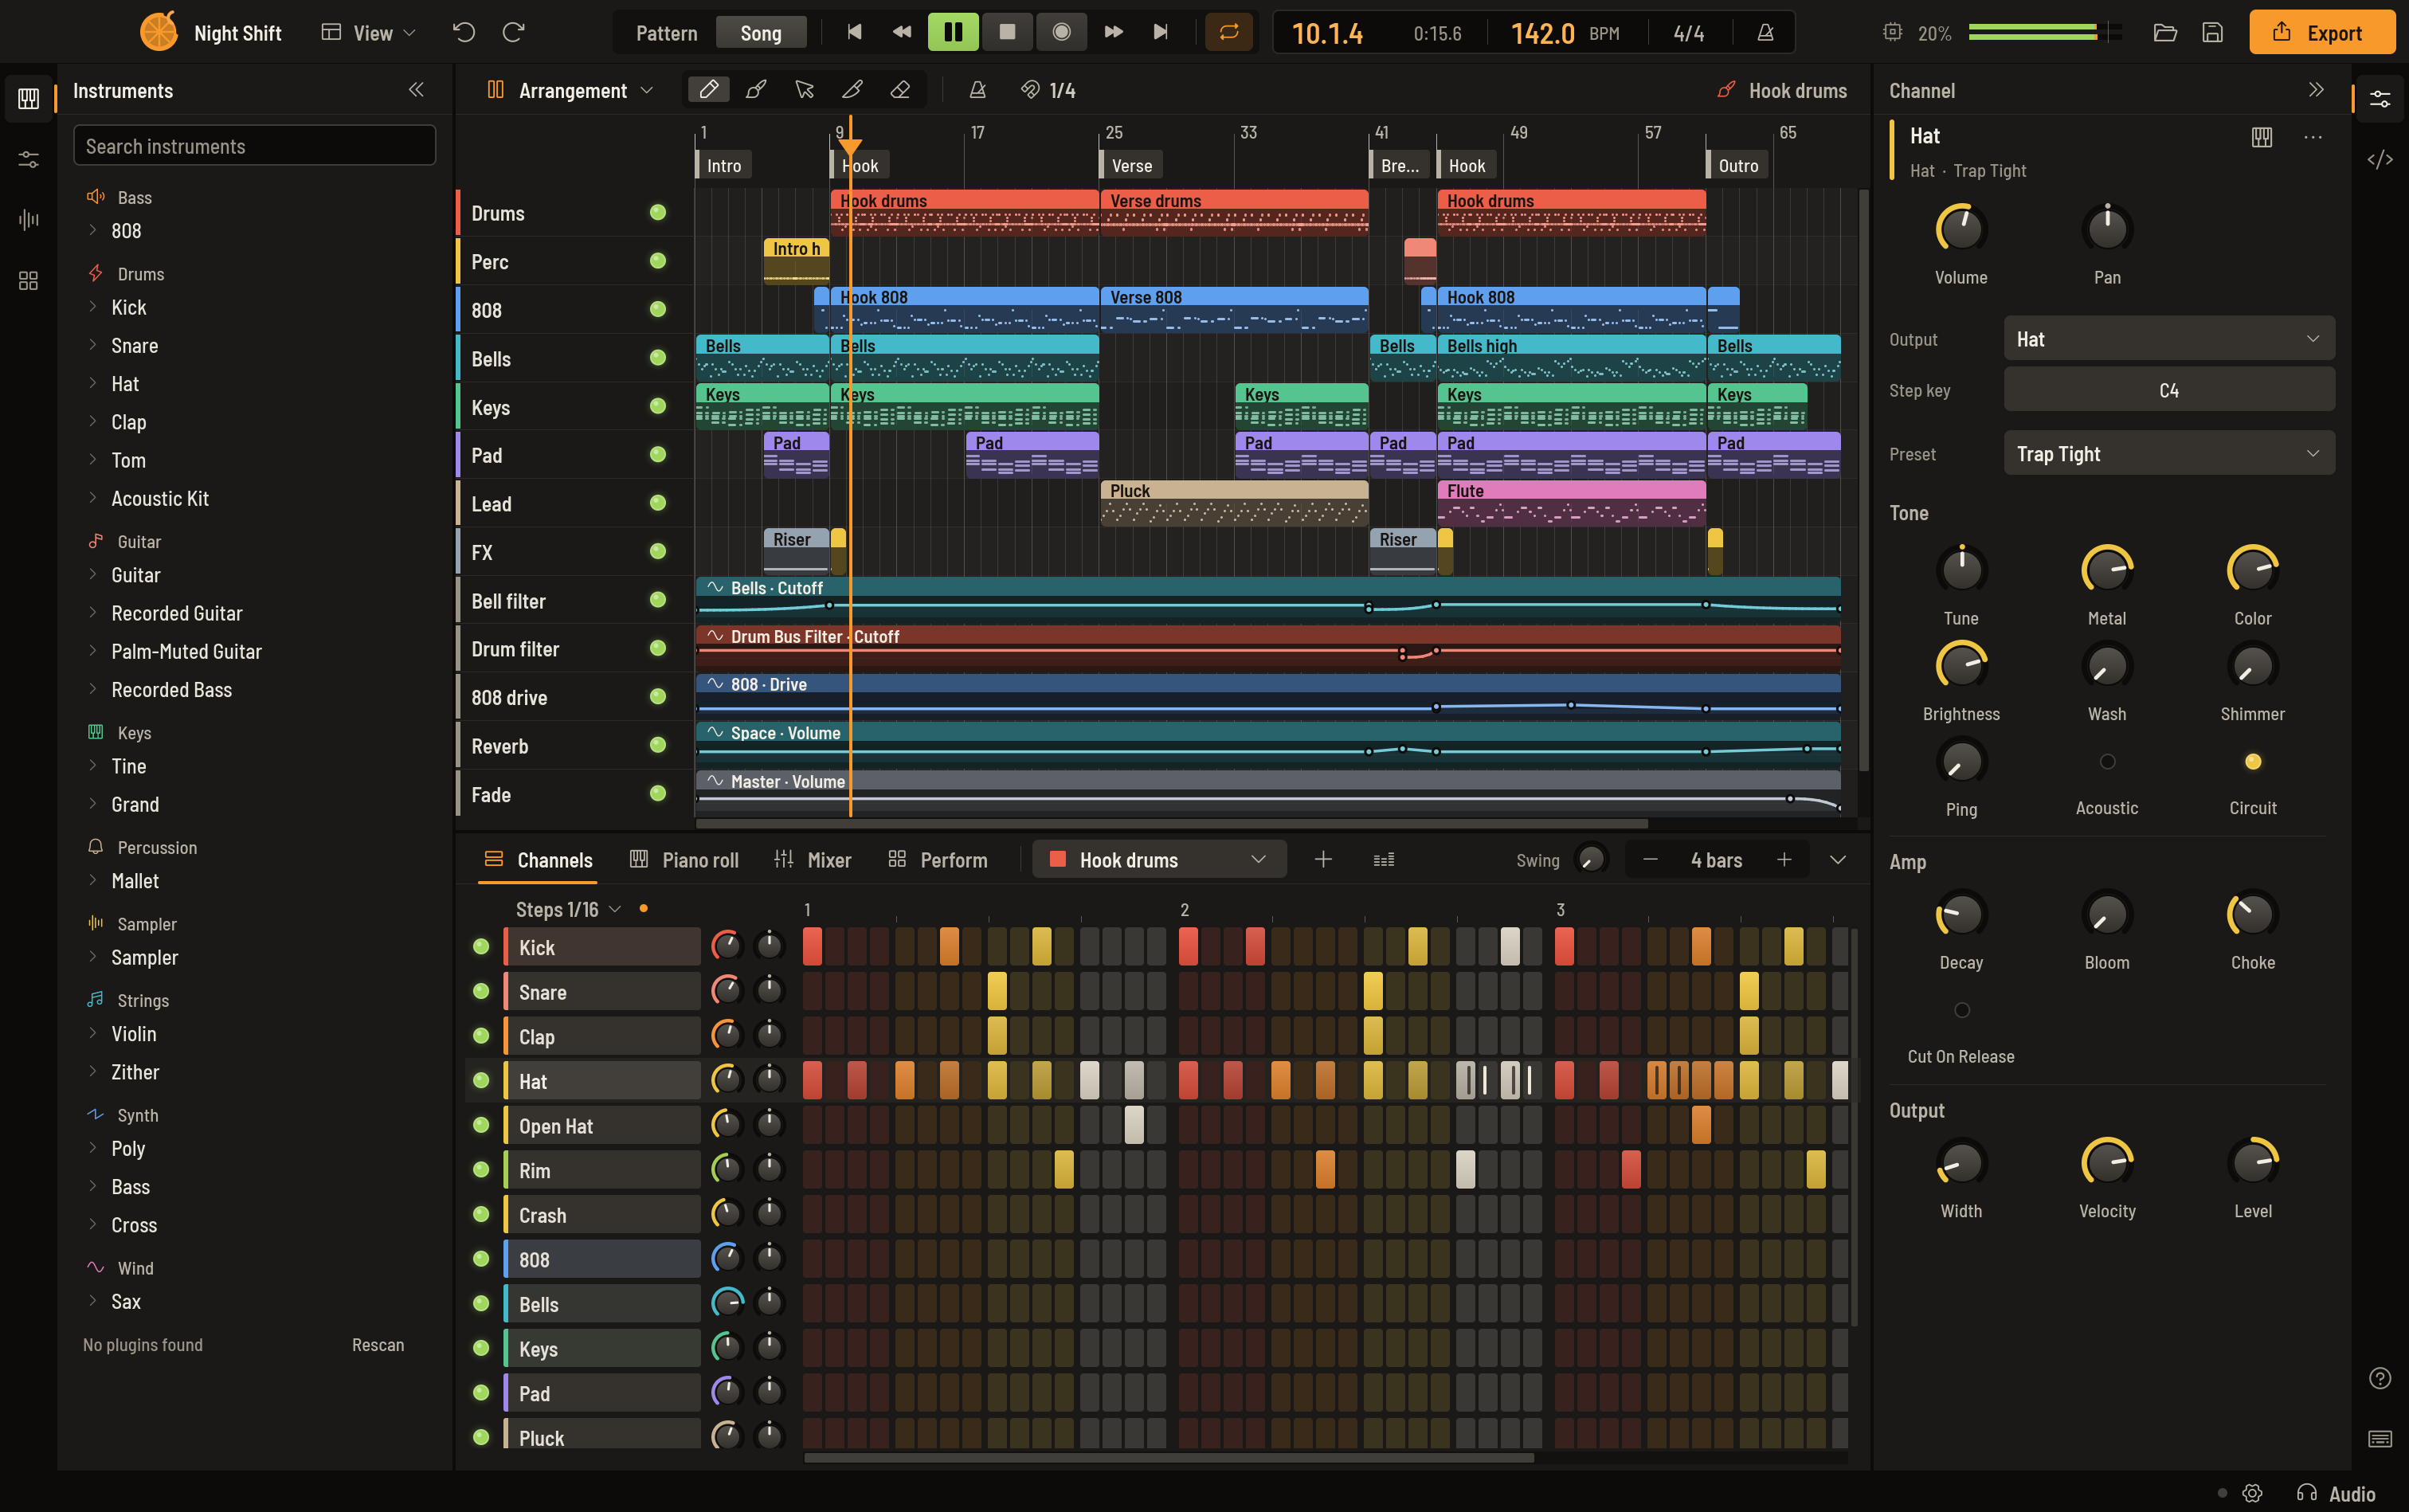 Night Shift View Pattern Song 10.1.4 0:15.6 142.0 BPM 4/4 20% Export
Instruments
Search instruments
Bass
808
Drums
Kick
Snare
Hat
Clap
Tom
Acoustic Kit
Guitar
Guitar
Recorded Guitar
Palm-Muted Guitar
Recorded Bass
Keys
Tine
Grand
Percussion
Mallet
Sampler
Sampler
Strings
Violin
Zither
Synth
Poly
Bass
Cross
Wind
Sax
No plugins found Rescan
Arrangement 1/4 Hook drums
1 9 17 25 33 41 49 57 65
Intro Hook Verse Bre... Hook Outro
Drums Hook drums Verse drums Hook drums
Perc Intro h
808 Hook 808 Verse 808 Hook 808
Bells Bells Bells Bells Bells high Bells
Keys Keys Keys Keys Keys Keys
Pad Pad Pad Pad Pad Pad Pad
Lead Pluck Flute
FX Riser Riser
Bell filter Bells · Cutoff
Drum filter Drum Bus Filter · Cutoff
808 drive 808 · Drive
Reverb Space · Volume
Fade Master · Volume
Channels Piano roll Mixer Perform Hook drums Swing 4 bars
Steps 1/16 1 2 3
Kick
Snare
Clap
Hat
Open Hat
Rim
Crash
808
Bells
Keys
Pad
Pluck
Channel
Hat
Hat · Trap Tight
Volume Pan
Output Hat
Step key C4
Preset Trap Tight
Tone
Tune Metal Color
Brightness Wash Shimmer
Ping Acoustic Circuit
Amp
Decay Bloom Choke
Cut On Release
Output
Width Velocity Level
Audio